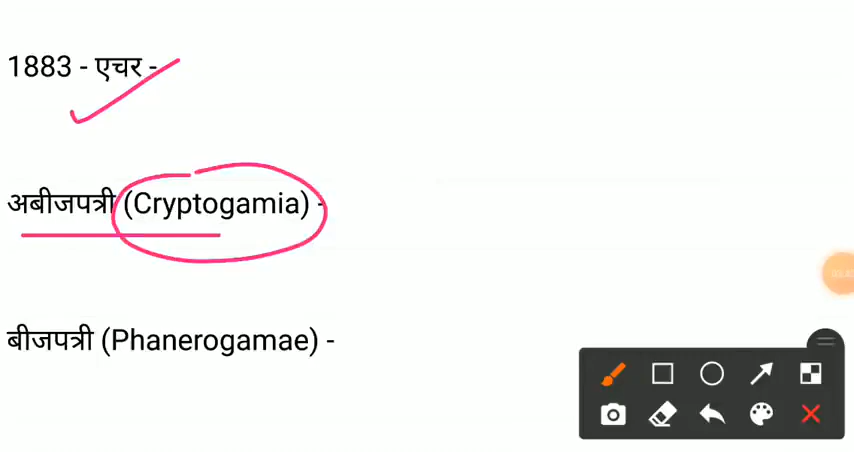 1883 - एचर -
अबीजपत्री (Cryptogamia) -
बीजपत्री (Phanerogamae) -